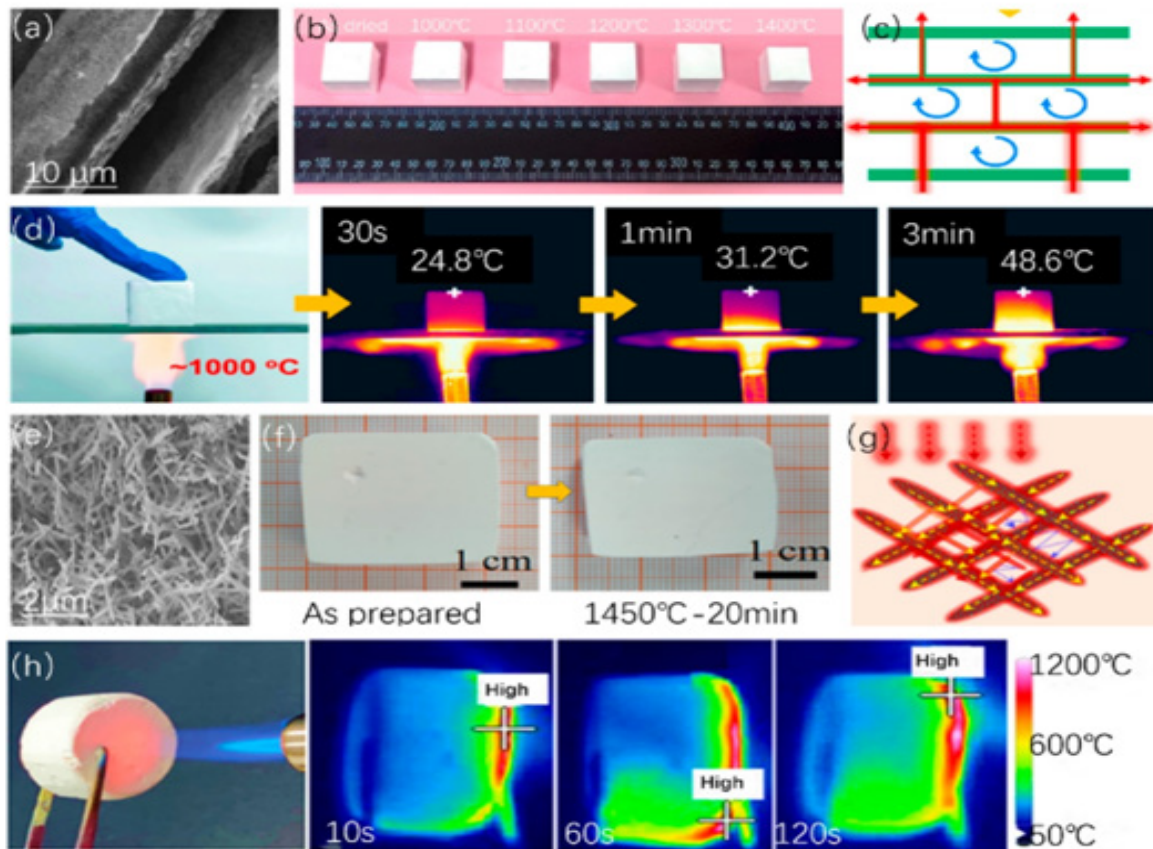 (a)
10 μm
(b)
dried 1000℃ 1100℃ 1200℃ 1300℃ 1400℃
(c)
(d)
~1000 ºC
30s
24.8℃
1min
31.2℃
3min
48.6℃
(e)
2μm
(f)
1 cm
1 cm
As prepared
1450℃-20min
(g)
(h)
High
10s
High
60s
High
120s
1200℃
600℃
50℃